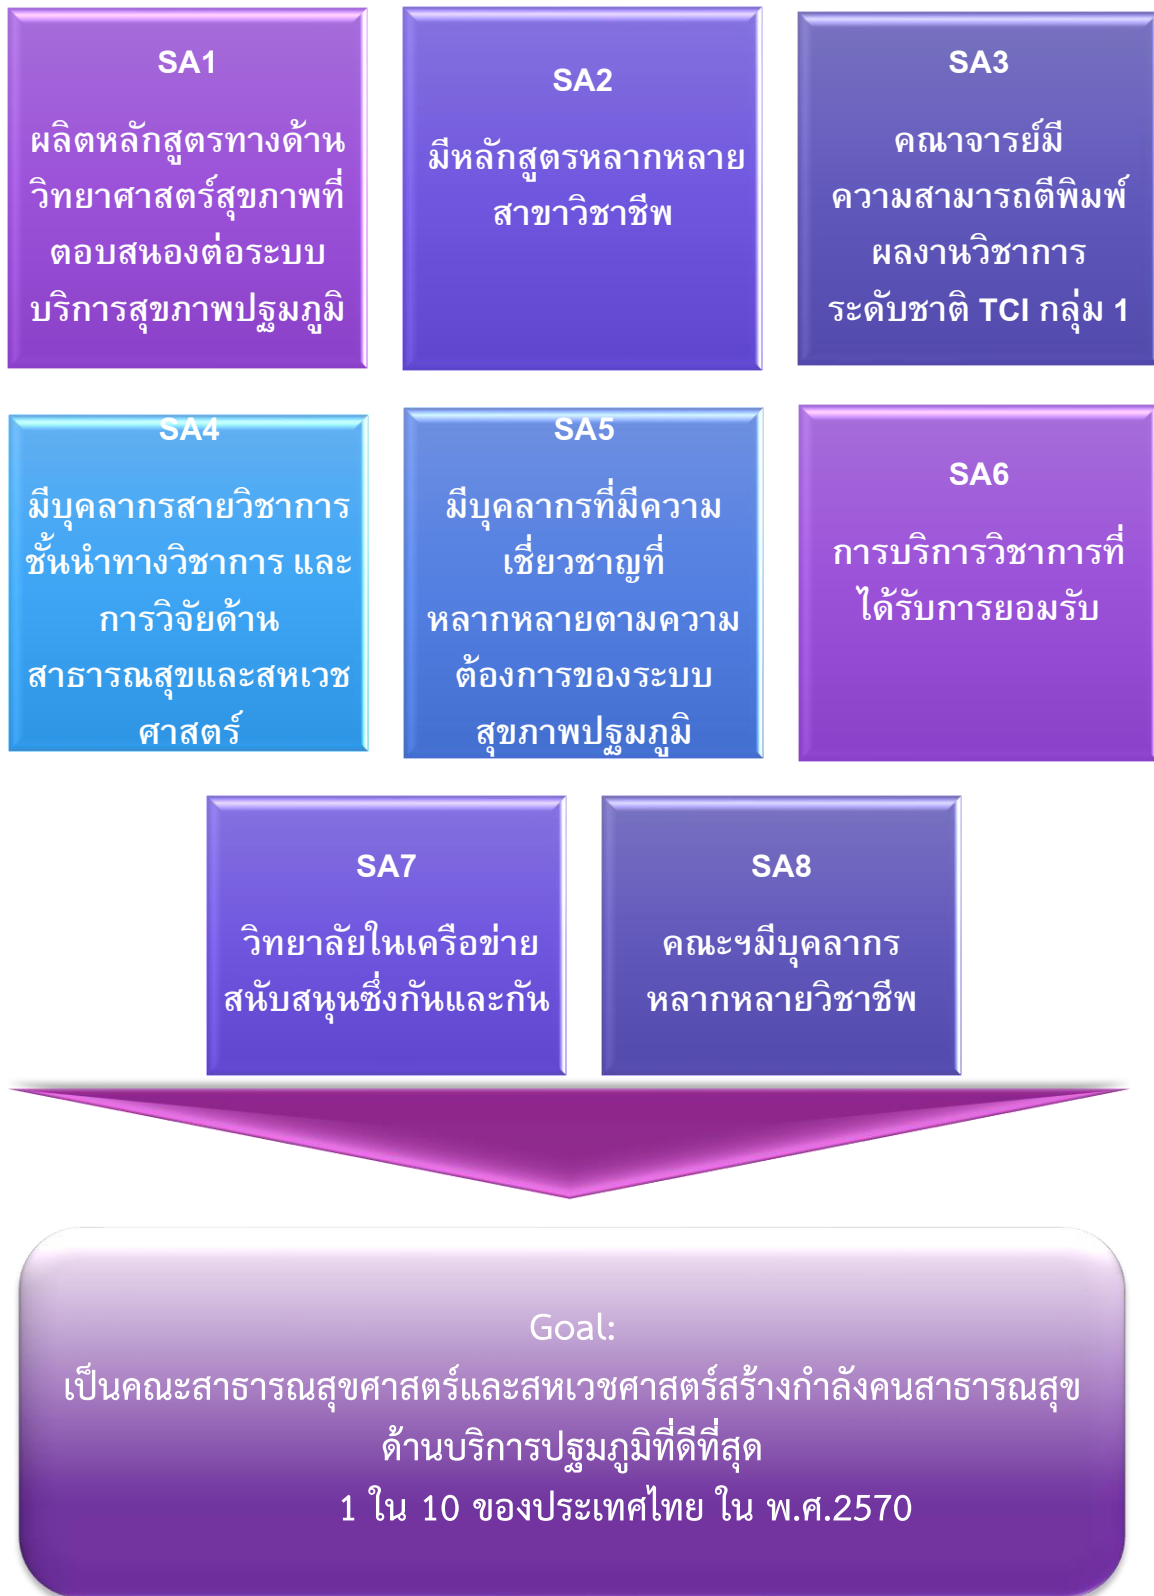 SA1
ผลิตหลักสูตรทางด้าน
วิทยาศาสตร์สุขภาพที่
ตอบสนองต่อระบบ
บริการสุขภาพปฐมภูมิ
SA2
มีหลักสูตรหลากหลาย
สาขาวิชาชีพ
SA3
คณาจารย์มี
ความสามารถตีพิมพ์
ผลงานวิชาการ
ระดับชาติ TCI กลุ่ม 1
SA4
มีบุคลากรสายวิชาการ
ชั้นนำทางวิชาการ และ
การวิจัยด้าน
สาธารณสุขและสหเวช
ศาสตร์
SA5
มีบุคลากรที่มีความ
เชี่ยวชาญที่
หลากหลายตามความ
ต้องการของระบบ
สุขภาพปฐมภูมิ
SA6
การบริการวิชาการที่
ได้รับการยอมรับ
SA7
วิทยาลัยในเครือข่าย
สนับสนุนซึ่งกันและกัน
SA8
คณะฯมีบุคลากร
หลากหลายวิชาชีพ
Goal:
เป็นคณะสาธารณสุขศาสตร์และสหเวชศาสตร์สร้างกำลังคนสาธารณสุข
ด้านบริการปฐมภูมิที่ดีที่สุด
1 ใน 10 ของประเทศไทย ใน พ.ศ.2570